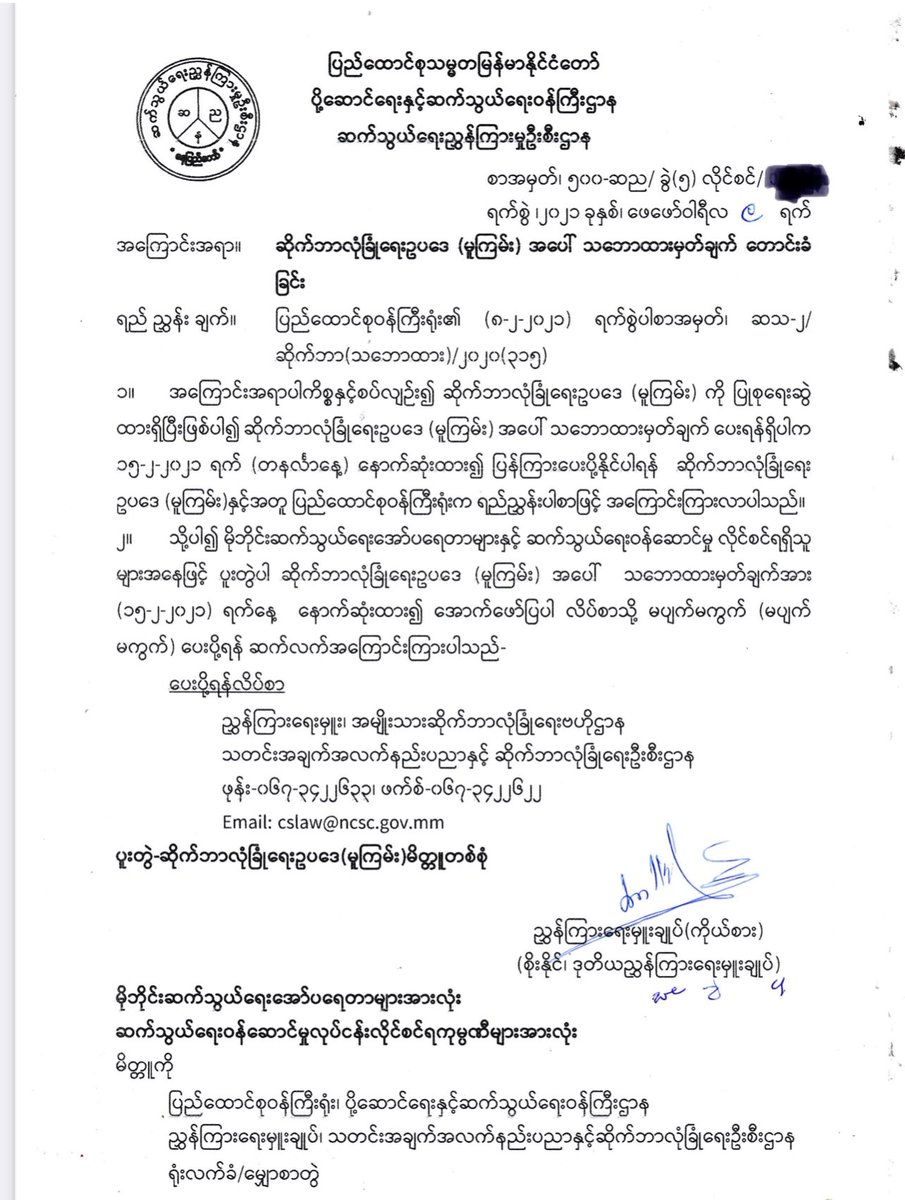 ဆက်သွယ်ရေးညွှန်ကြားမှုဦးစီးဌာန
ဆ ည န
နေပြည်တော်
ပြည်ထောင်စုသမ္မတမြန်မာနိုင်ငံတော်
ပို့ဆောင်ရေးနှင့်ဆက်သွယ်ရေးဝန်ကြီးဌာန
ဆက်သွယ်ရေးညွှန်ကြားမှုဦးစီးဌာန
စာအမှတ်၊ ၅၀၀-ဆည/ ခွဲ(၅) လိုင်စင်/
ရက်စွဲ ၊၂၀၂၁ ခုနှစ်၊ ဖေဖော်ဝါရီလ ရက်
အကြောင်းအရာ။ ဆိုက်ဘာလုံခြုံရေးဥပဒေ (မူကြမ်း) အပေါ် သဘောထားမှတ်ချက် တောင်းခံ
ခြင်း
ရည် ညွှန်း ချက်။ ပြည်ထောင်စုဝန်ကြီးရုံး၏ (၈-၂-၂၀၂၁) ရက်စွဲပါစာအမှတ်၊ ဆသ-၂/
ဆိုက်ဘာ(သဘောထား)/၂၀၂၀(၃၁၅)
၁။ အကြောင်းအရာပါကိစ္စနှင့်စပ်လျဉ်း၍ ဆိုက်ဘာလုံခြုံရေးဥပဒေ (မူကြမ်း) ကို ပြုစုရေးဆွဲ
ထားရှိပြီးဖြစ်ပါ၍ ဆိုက်ဘာလုံခြုံရေးဥပဒေ (မူကြမ်း) အပေါ် သဘောထားမှတ်ချက် ပေးရန်ရှိပါက
၁၅-၂-၂၀၂၁ ရက် (တနင်္လာနေ့) နောက်ဆုံးထား၍ ပြန်ကြားပေးပို့နိုင်ပါရန် ဆိုက်ဘာလုံခြုံရေး
ဥပဒေ (မူကြမ်း)နှင့်အတူ ပြည်ထောင်စုဝန်ကြီးရုံးက ရည်ညွှန်းပါစာဖြင့် အကြောင်းကြားလာပါသည်။
၂။ သို့ပါ၍ မိုဘိုင်းဆက်သွယ်ရေးအော်ပရေတာများနှင့် ဆက်သွယ်ရေးဝန်ဆောင်မှု လိုင်စင်ရရှိသူ
များအနေဖြင့် ပူးတွဲပါ ဆိုက်ဘာလုံခြုံရေးဥပဒေ (မူကြမ်း) အပေါ် သဘောထားမှတ်ချက်အား
(၁၅-၂-၂၀၂၁) ရက်နေ့ နောက်ဆုံးထား၍ အောက်ဖော်ပြပါ လိပ်စာသို့ မပျက်မကွက် (မပျက်
မကွက်) ပေးပို့ရန် ဆက်လက်အကြောင်းကြားပါသည်-
ပေးပို့ရန်လိပ်စာ
ညွှန်ကြားရေးမှူး၊ အမျိုးသားဆိုက်ဘာလုံခြုံရေးဗဟိုဌာန
သတင်းအချက်အလက်နည်းပညာနှင့် ဆိုက်ဘာလုံခြုံရေးဦးစီးဌာန
ဖုန်း-၀၆၇-၃၄၂၂၆၃၃၊ ဖက်စ်-၀၆၇-၃၄၂၂၆၂၂
Email: cslaw@ncsc.gov.mm
ပူးတွဲ-ဆိုက်ဘာလုံခြုံရေးဥပဒေ(မူကြမ်း)မိတ္တူတစ်စုံ
ညွှန်ကြားရေးမှူးချုပ်(ကိုယ်စား)
(စိုးနိုင်၊ ဒုတိယညွှန်ကြားရေးမှူးချုပ်)
မိုဘိုင်းဆက်သွယ်ရေးအော်ပရေတာများအားလုံး
ဆက်သွယ်ရေးဝန်ဆောင်မှုလုပ်ငန်းလိုင်စင်ရကုမ္ပဏီများအားလုံး
မိတ္တူကို
ပြည်ထောင်စုဝန်ကြီးရုံး၊ ပို့ဆောင်ရေးနှင့်ဆက်သွယ်ရေးဝန်ကြီးဌာန
ညွှန်ကြားရေးမှူးချုပ်၊ သတင်းအချက်အလက်နည်းပညာနှင့်ဆိုက်ဘာလုံခြုံရေးဦးစီးဌာန
ရုံးလက်ခံ/မျှောစာတွဲ